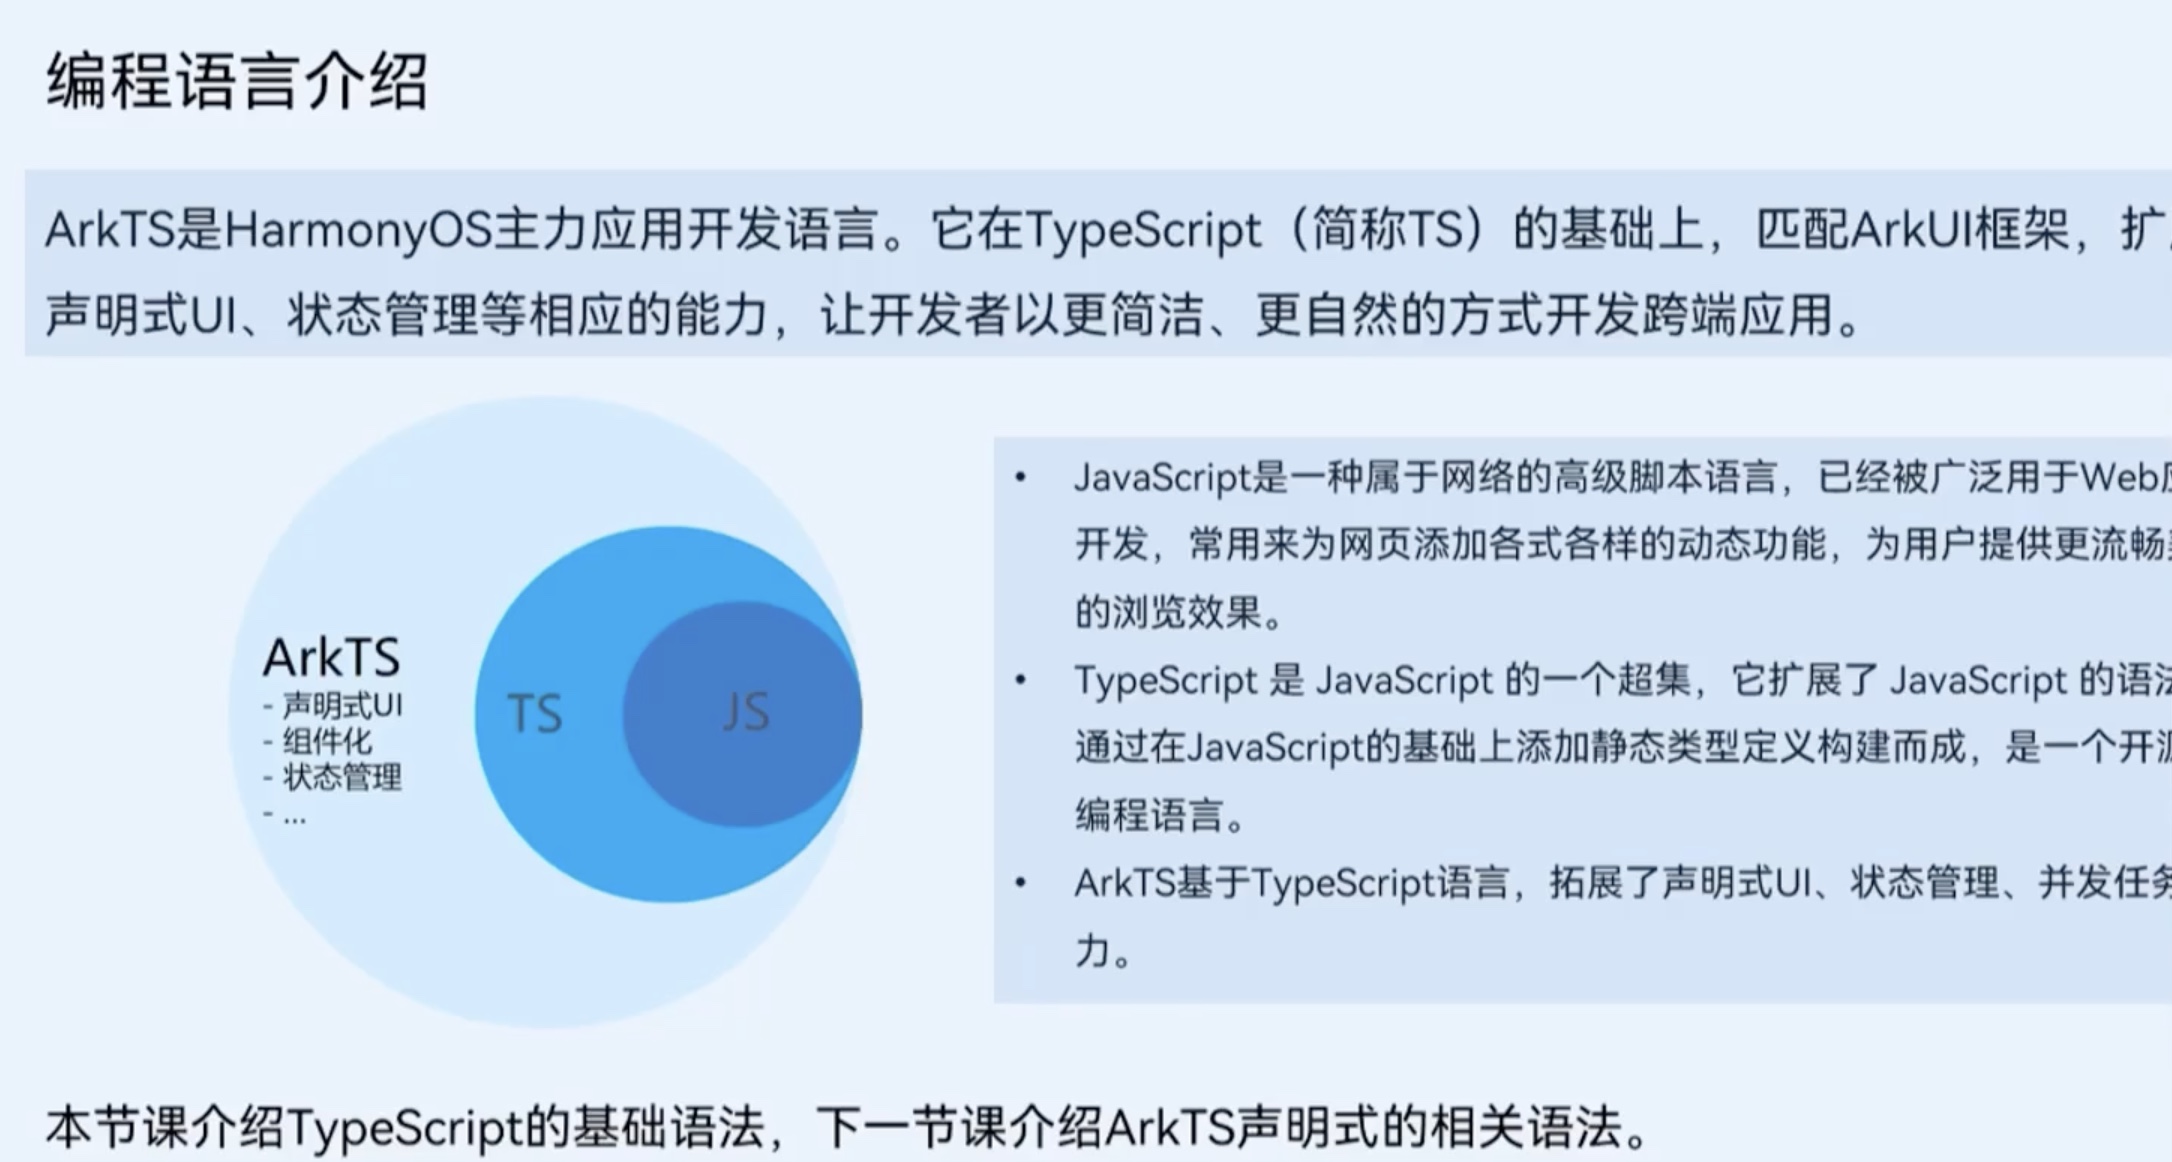 编程语言介绍
ArkTS是HarmonyOS主力应用开发语言。它在TypeScript（简称TS）的基础上，匹配ArkUI框架，扩
声明式UI、状态管理等相应的能力，让开发者以更简洁、更自然的方式开发跨端应用。
ArkTS
- 声明式UI
- 组件化
- 状态管理
- ...
TS
JS
• JavaScript是一种属于网络的高级脚本语言，已经被广泛用于Web
开发，常用来为网页添加各式各样的动态功能，为用户提供更流畅
的浏览效果。
• TypeScript 是 JavaScript 的一个超集，它扩展了 JavaScript 的语法
通过在JavaScript的基础上添加静态类型定义构建而成，是一个开源
编程语言。
• ArkTS基于TypeScript语言，拓展了声明式UI、状态管理、并发任务
力。
本节课介绍TypeScript的基础语法，下一节课介绍ArkTS声明式的相关语法。